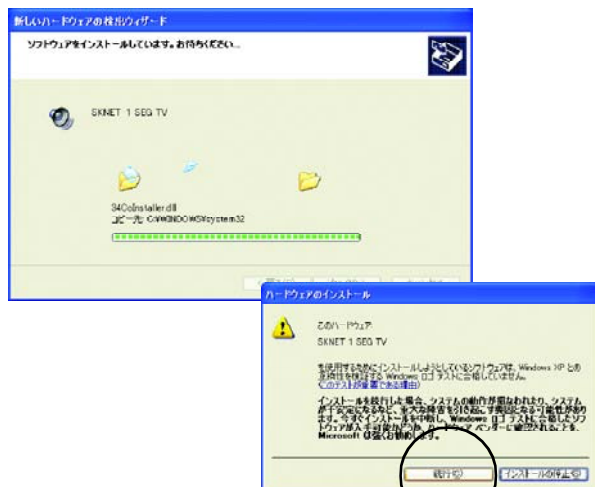 新しいハードウェアの検出ウィザード
ソフトウェアをインストールしています。お待ちください...
SKNET 1 SEG TV
34CoInstaller.dll
コピー先: C:¥WINDOWS¥system32
ハードウェアのインストール
このハードウェア:
SKNET 1 SEG TV
を使用するためにインストールしようとしているソフトウェアは、Windows XP との
互換性を検証する Windows ロゴ テストに合格していません。
(このテストが重要である理由)
インストールを続行した場合、システムの動作が損なわれたり、システム
が不安定になるなど、重大な障害を引き起こす要因となる可能性があり
ます。今すぐインストールを中断し、Windows ロゴ テストに合格したソフ
トウェアが入手可能かどうか、ハードウェア ベンダーに確認されることを、
Microsoft は強くお勧めします。
続行(C)
インストールの停止(S)